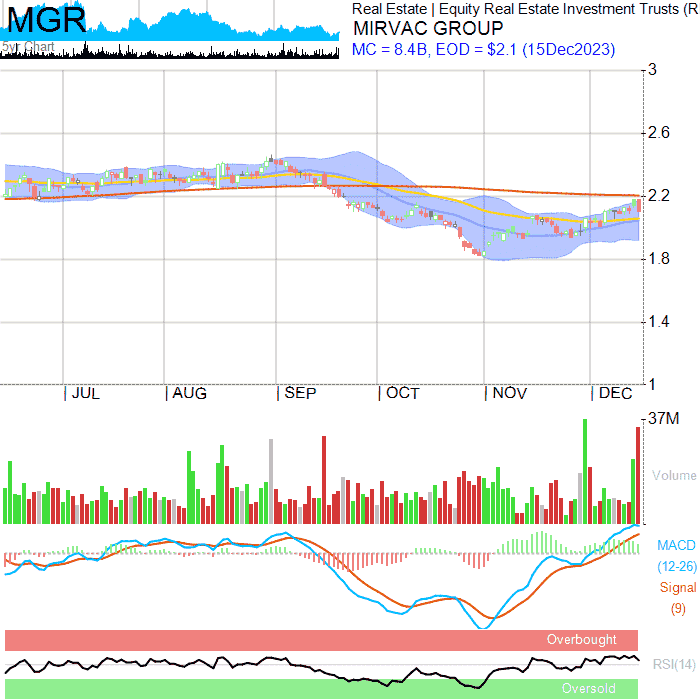 MGR
5yr Chart
Real Estate | Equity Real Estate Investment Trusts (R
MIRVAC GROUP
MC = 8.4B, EOD = $2.1 (15Dec2023)
3
2.6
2.2
1.8
1.4
1
| JUL | AUG | SEP | OCT | NOV | DEC
37M
Volume
MACD
(12-26)
Signal
(9)
Overbought
RSI(14)
Oversold